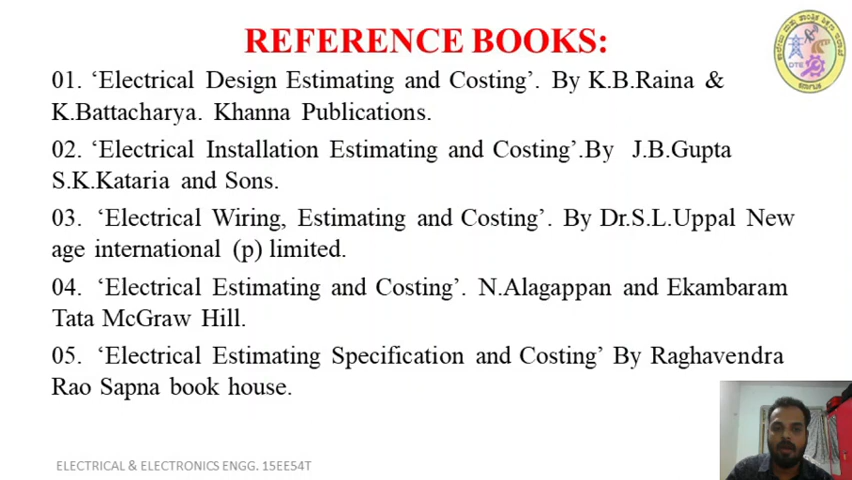 REFERENCE BOOKS:
01. ‘Electrical Design Estimating and Costing’. By K.B.Raina &
K.Battacharya. Khanna Publications.
02. ‘Electrical Installation Estimating and Costing’.By J.B.Gupta
S.K.Kataria and Sons.
03. ‘Electrical Wiring, Estimating and Costing’. By Dr.S.L.Uppal New
age international (p) limited.
04. ‘Electrical Estimating and Costing’. N.Alagappan and Ekambaram
Tata McGraw Hill.
05. ‘Electrical Estimating Specification and Costing’ By Raghavendra
Rao Sapna book house.
ELECTRICAL & ELECTRONICS ENGG. 15EE54T
DTE